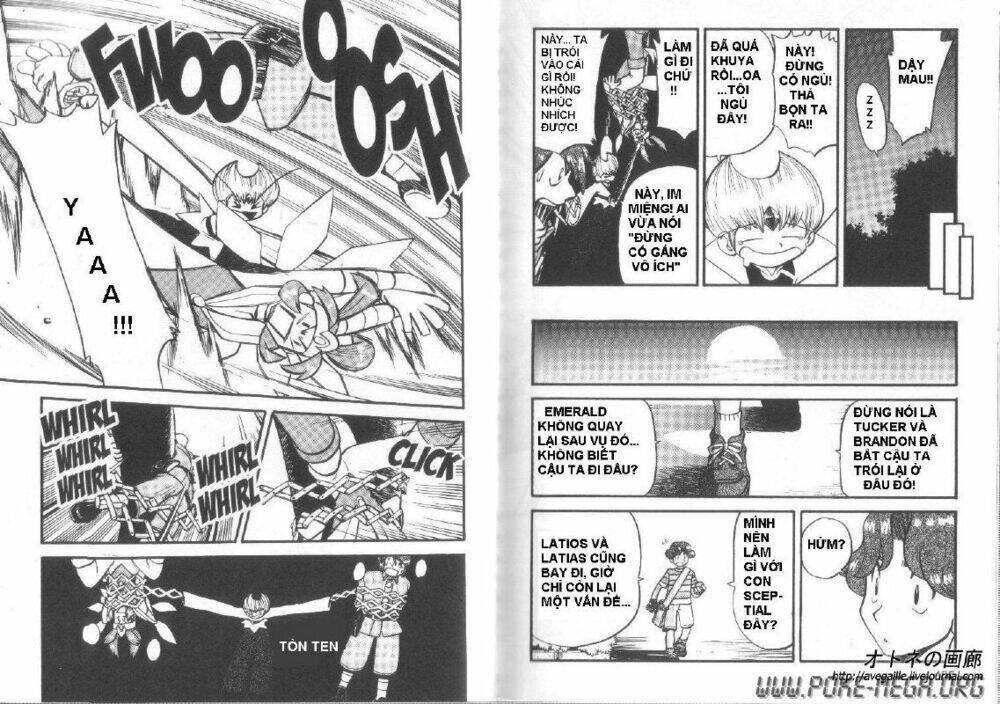 FWOO
OOSH
Y
A
A
A
!!!
WHIRL
WHIRL
WHIRL
WHIRL
WHIRL
CLICK
TÒN TEN
NÀY... TA
BỊ TRÓI
VÀO CÁI
GÌ RỒI!
KHÔNG
NHÚC
NHÍCH
ĐƯỢC!
LÀM
GÌ ĐI
CHỨ
!!
NÀY, IM
MIỆNG! AI
VỪA NÓI
"ĐỪNG
CÓ GẮNG
VÔ ÍCH"
ĐÃ QUÁ
KHUYA
RỒI...OA
...TÔI
NGỦ
ĐÂY!
NÀY!
ĐỪNG
CÓ NGỦ!
THẢ
BỌN TA
RA!!
Z
Z
Z
DẬY
MAU!!
EMERALD
KHÔNG QUAY
LẠI SAU VỤ ĐÓ...
KHÔNG BIẾT
CẬU TA ĐI ĐÂU?
ĐỪNG NÓI LÀ
TUCKER VÀ
BRANDON ĐÃ
BẮT CẬU TA
TRÓI LẠI Ở
ĐÂU ĐÓ!
LATIOS VÀ
LATIAS CŨNG
BAY ĐI, GIỜ
CHỈ CÒN LẠI
MỘT VẤN ĐỀ...
MÌNH
NÊN
LÀM
GÌ VỚI
CON
SCEP-
TIAL
ĐÂY?
HỬM?
オトネの画廊
http://avegaille.livejournal.com/
WWW.POKE-MEGA.ORG